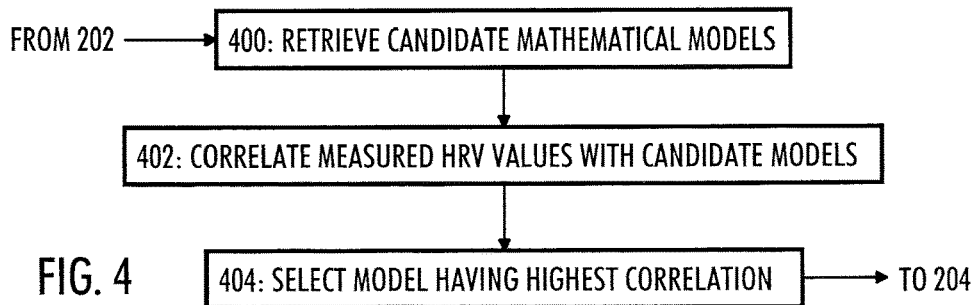 FROM 202
400: RETRIEVE CANDIDATE MATHEMATICAL MODELS
402: CORRELATE MEASURED HRV VALUES WITH CANDIDATE MODELS
FIG. 4
404: SELECT MODEL HAVING HIGHEST CORRELATION
TO 204